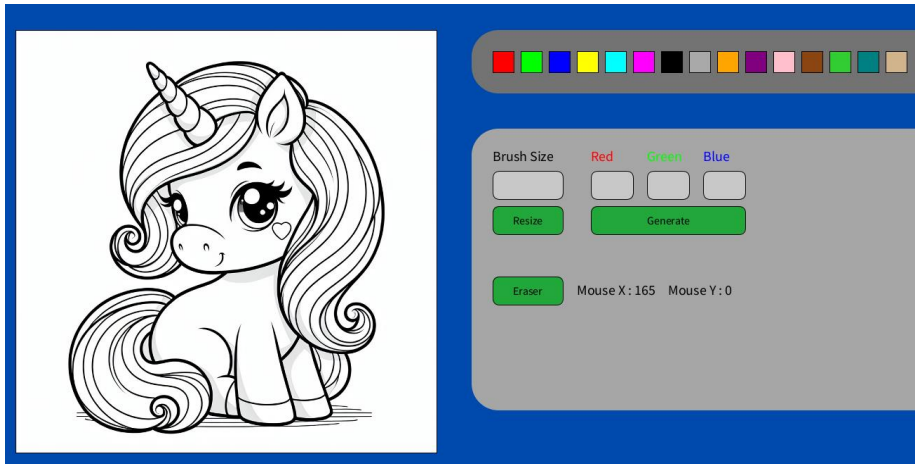 Brush Size Red Green Blue
Resize Generate
Eraser Mouse X : 165 Mouse Y : 0